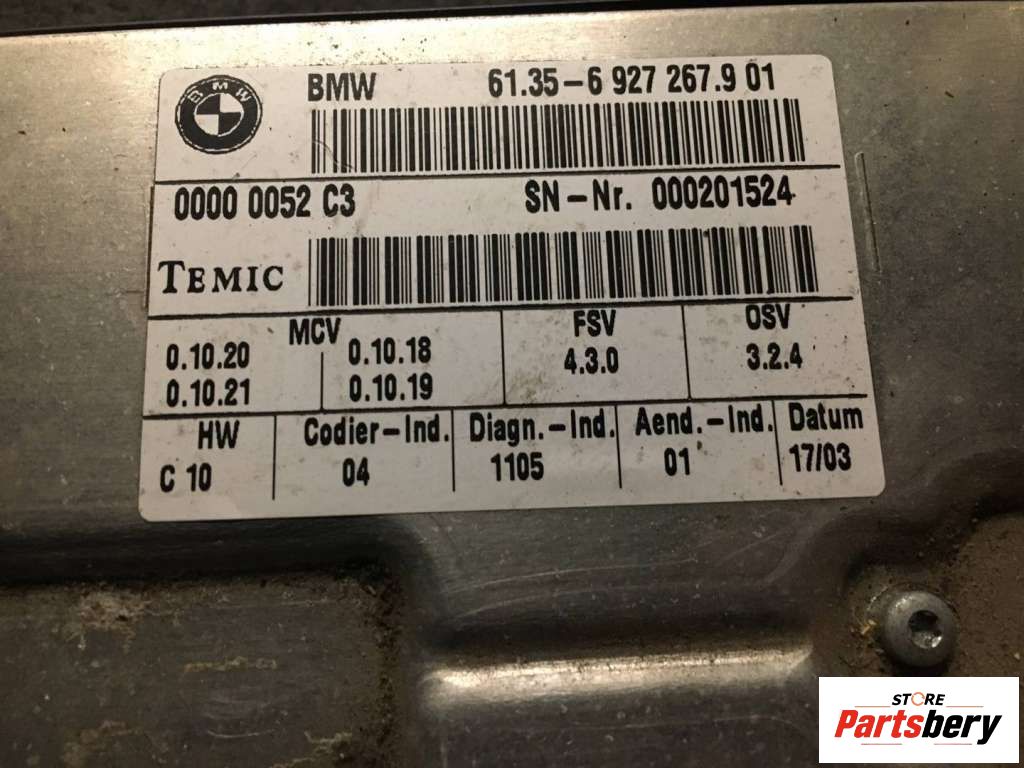 BMW
BMW 61.35-6 927 267.9 01
0000 0052 C3 SN-Nr. 000201524
TEMIC
MCV FSV OSV
0.10.20 0.10.18 4.3.0 3.2.4
0.10.21 0.10.19
HW Codier-Ind. Diagn.-Ind. Aend.-Ind. Datum
C 10 04 1105 01 17/03
STORE
Partsbery